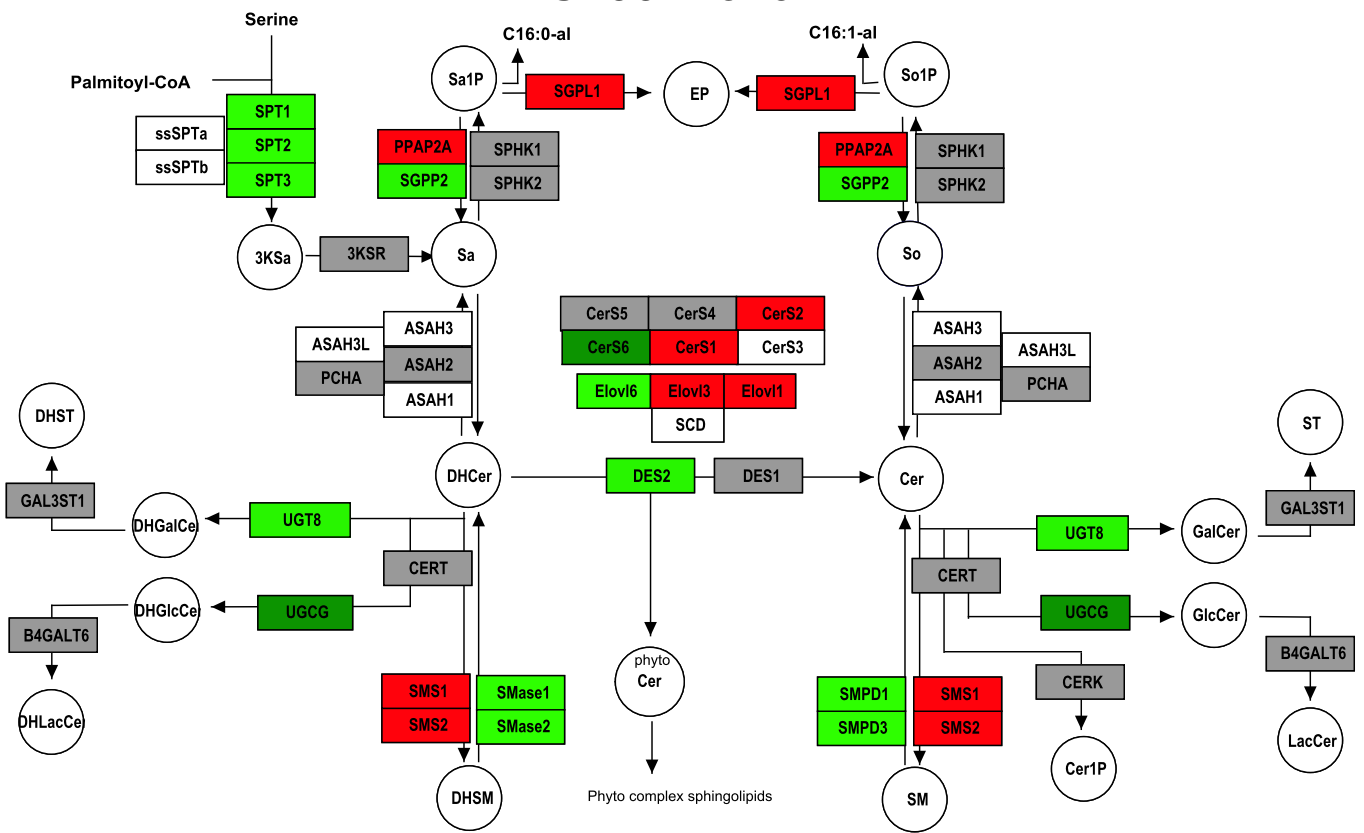 Serine
C16:0-al
C16:1-al
Palmitoyl-CoA
Sa1P
SGPL1
EP
SGPL1
So1P
SPT1
ssSPTa
SPT2
ssSPTb
SPT3
PPAP2A
SPHK1
SGPP2
SPHK2
PPAP2A
SPHK1
SGPP2
SPHK2
3KSa
3KSR
Sa
So
CerS5
CerS4
CerS2
CerS6
CerS1
CerS3
ASAH3
ASAH3L
ASAH2
PCHA
ASAH1
ASAH3
ASAH3L
ASAH2
PCHA
ASAH1
Elovl6
Elovl3
Elovl1
SCD
DHST
ST
DHCer
DES2
DES1
Cer
GAL3ST1
DHGalCe
UGT8
UGT8
GalCer
GAL3ST1
CERT
CERT
DHGlcCe
UGCG
UGCG
GlcCer
B4GALT6
B4GALT6
phyto
Cer
CERK
SMS1
SMase1
SMS2
SMase2
SMPD1
SMS1
SMPD3
SMS2
DHLacCe
LacCer
Cer1P
DHSM
Phyto complex sphingolipids
SM